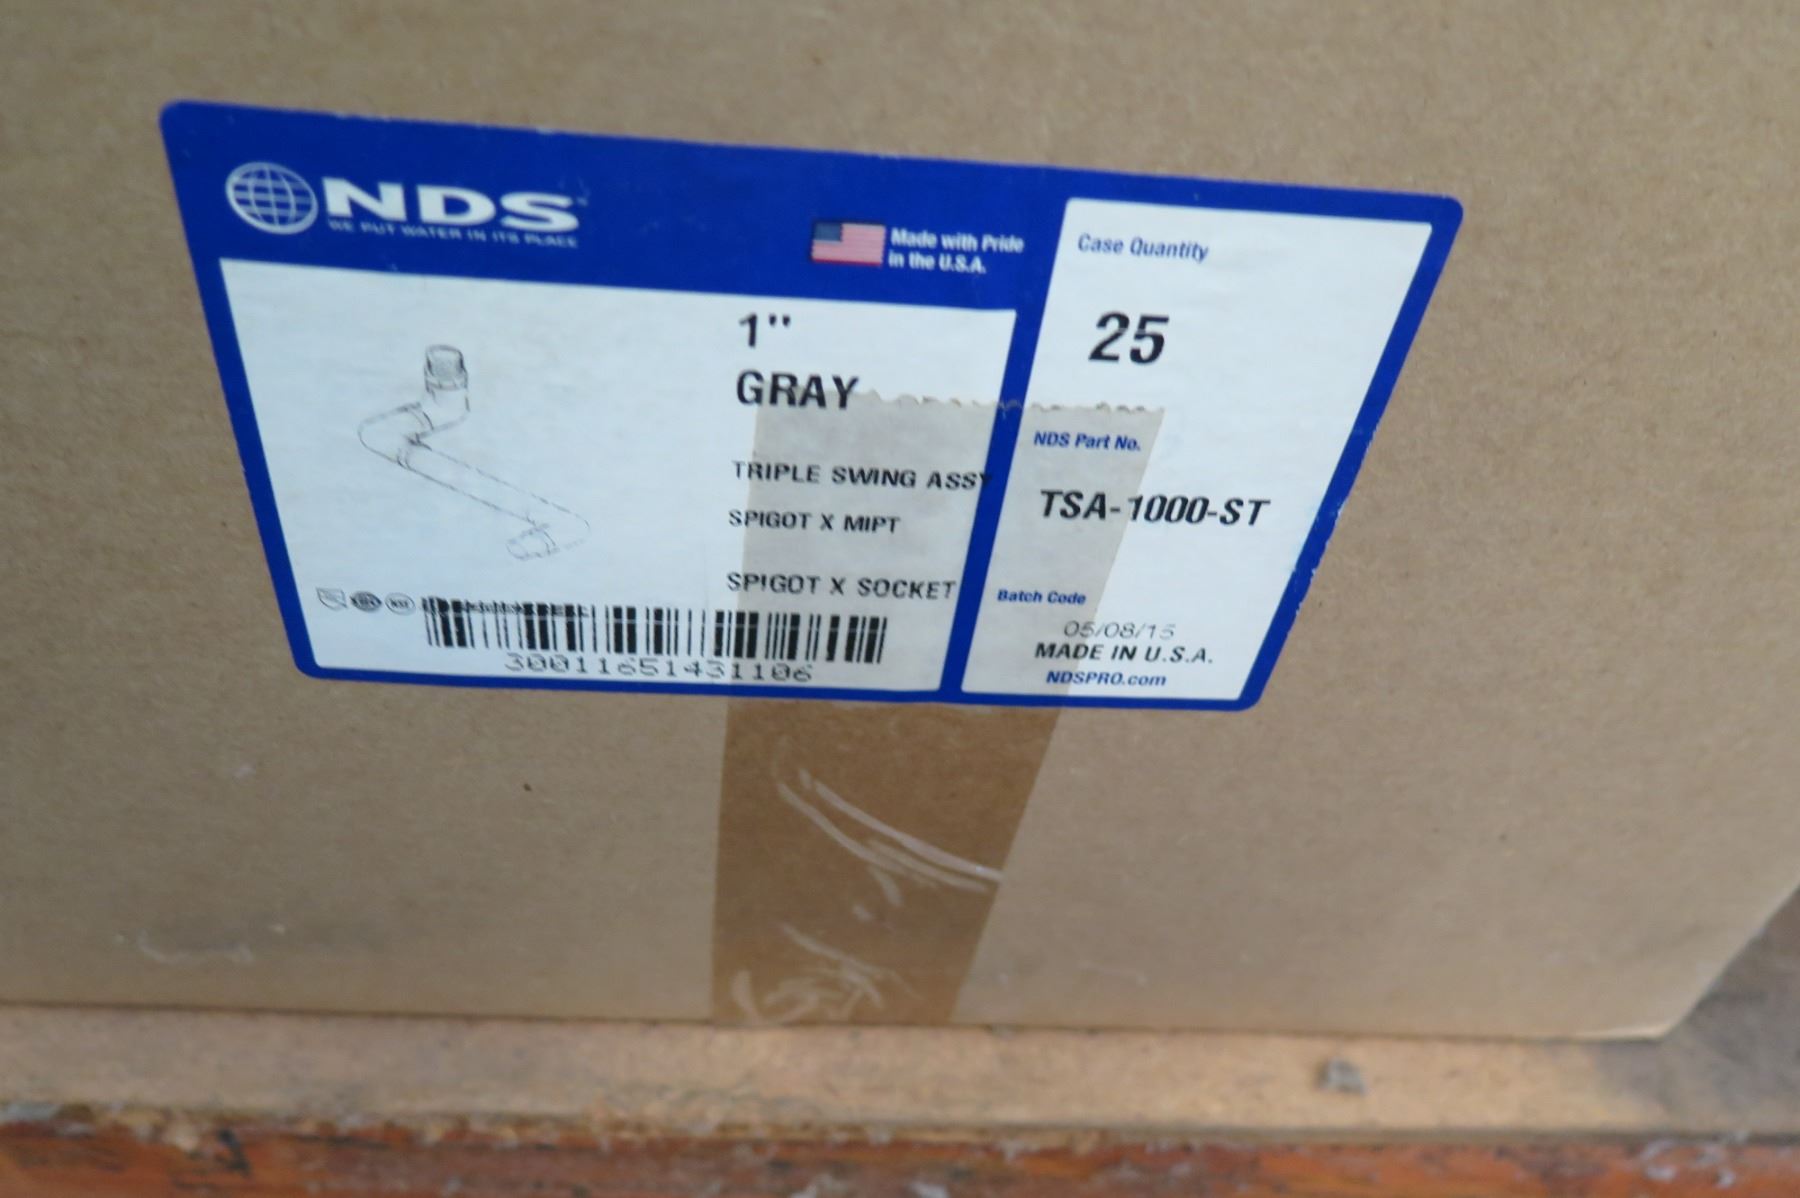 NDS
WE PUT WATER IN ITS PLACE
Made with Pride
in the U.S.A.
1"
GRAY
TRIPLE SWING ASSY
SPIGOT X MIPT
SPIGOT X SOCKET
30011651431106
Case Quantity
25
NDS Part No.
TSA-1000-ST
Batch Code
05/08/15
MADE IN U.S.A.
NDSPRO.com